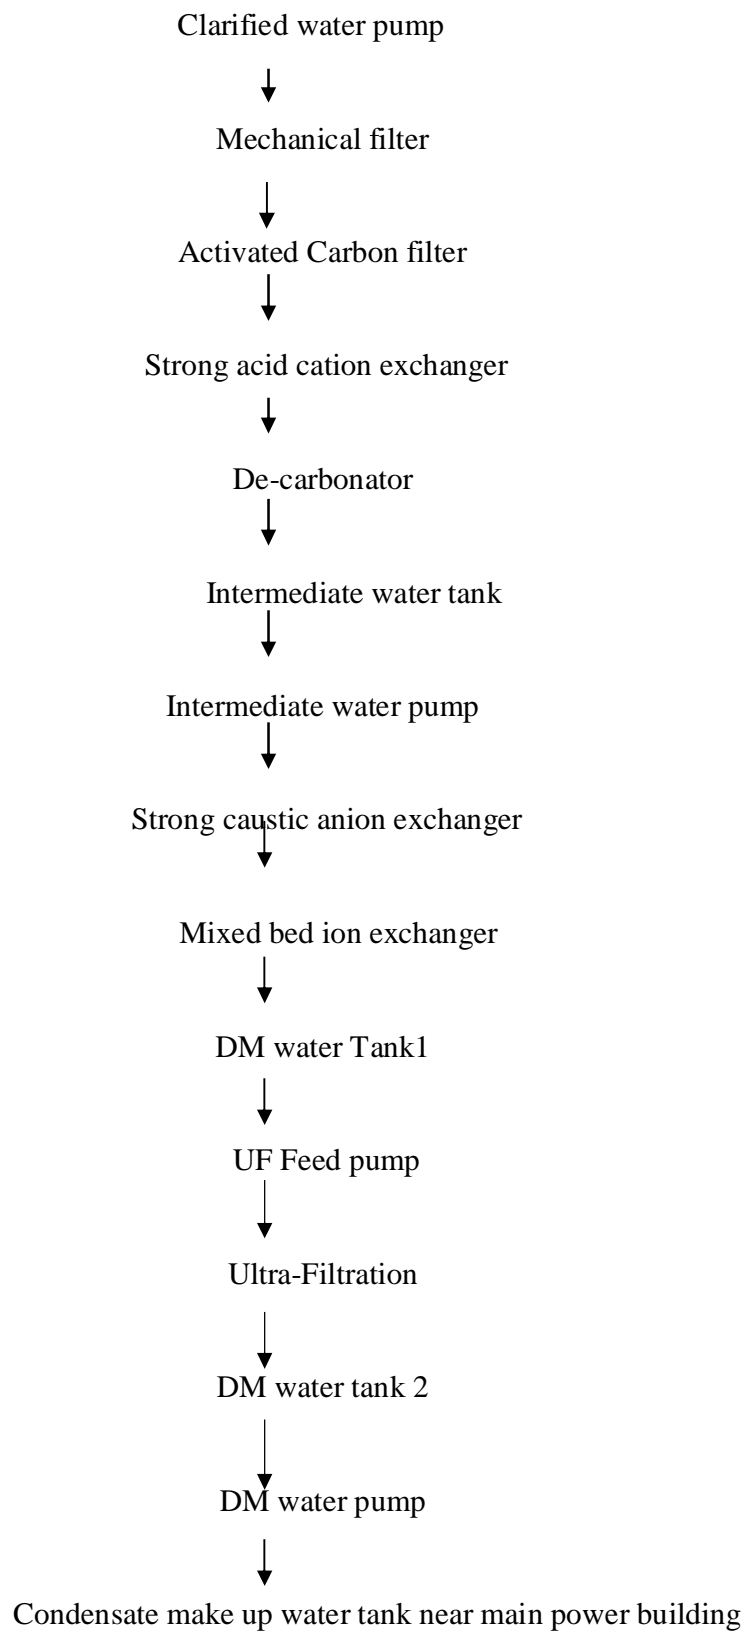 Clarified water pump
Mechanical filter
Activated Carbon filter
Strong acid cation exchanger
De-carbonator
Intermediate water tank
Intermediate water pump
Strong caustic anion exchanger
Mixed bed ion exchanger
DM water Tank1
UF Feed pump
Ultra-Filtration
DM water tank 2
DM water pump
Condensate make up water tank near main power building